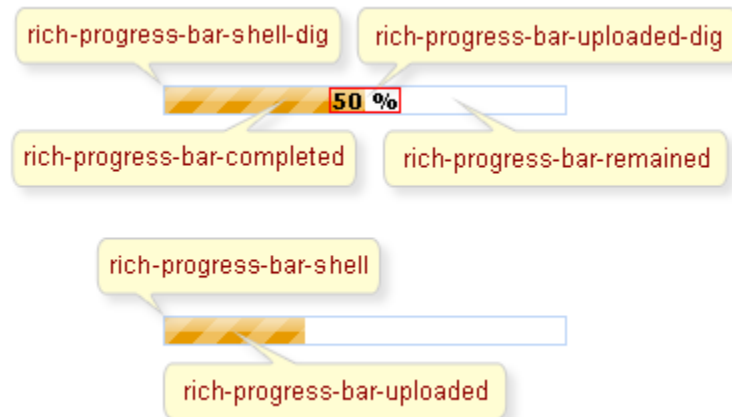 rich-progress-bar-shell-dig
rich-progress-bar-uploaded-dig
50 %
rich-progress-bar-completed
rich-progress-bar-remained
rich-progress-bar-shell
rich-progress-bar-uploaded